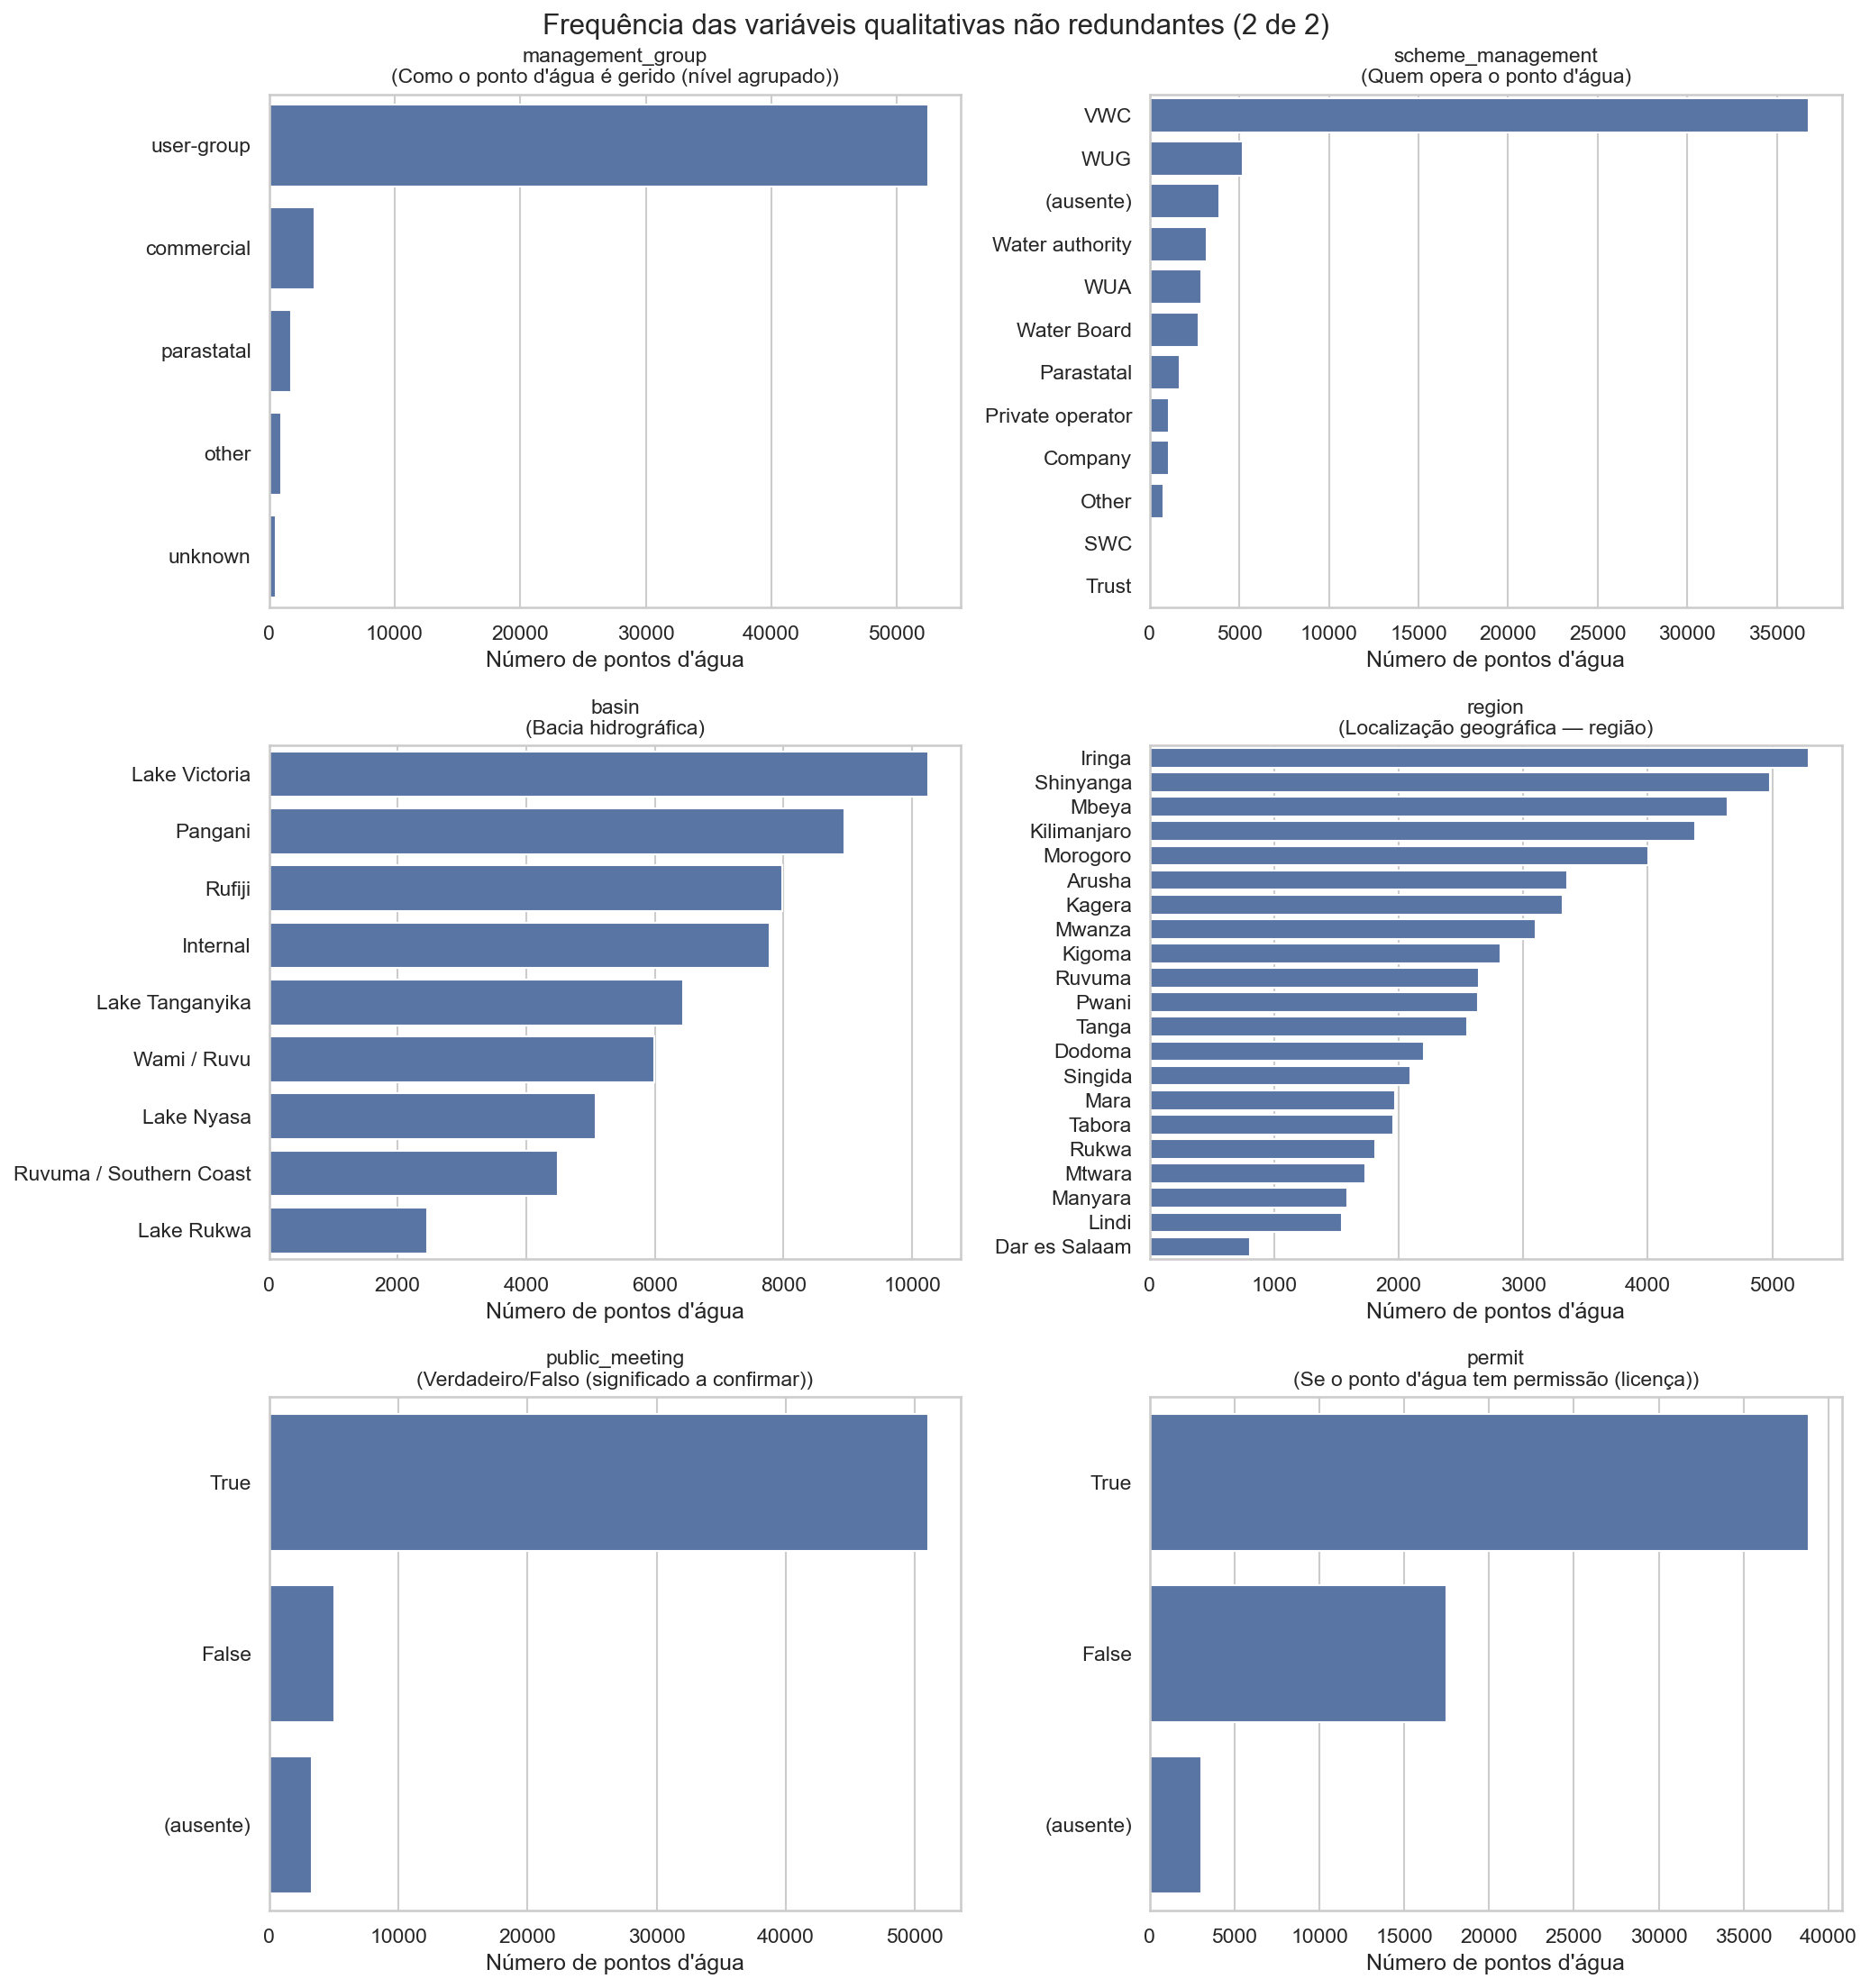 Frequência das variáveis qualitativas não redundantes (2 de 2)
management_group
(Como o ponto d'água é gerido (nível agrupado))
user-group
commercial
parastatal
other
unknown
0 10000 20000 30000 40000 50000
Número de pontos d'água
scheme_management
(Quem opera o ponto d'água)
VWC
WUG
(ausente)
Water authority
WUA
Water Board
Parastatal
Private operator
Company
Other
SWC
Trust
0 5000 10000 15000 20000 25000 30000 35000
Número de pontos d'água
basin
(Bacia hidrográfica)
Lake Victoria
Pangani
Rufiji
Internal
Lake Tanganyika
Wami / Ruvu
Lake Nyasa
Ruvuma / Southern Coast
Lake Rukwa
0 2000 4000 6000 8000 10000
Número de pontos d'água
region
(Localização geográfica — região)
Iringa
Shinyanga
Mbeya
Kilimanjaro
Morogoro
Arusha
Kagera
Mwanza
Kigoma
Ruvuma
Pwani
Tanga
Dodoma
Singida
Mara
Tabora
Rukwa
Mtwara
Manyara
Lindi
Dar es Salaam
0 1000 2000 3000 4000 5000
Número de pontos d'água
public_meeting
(Verdadeiro/Falso (significado a confirmar))
True
False
(ausente)
0 10000 20000 30000 40000 50000
Número de pontos d'água
permit
(Se o ponto d'água tem permissão (licença))
True
False
(ausente)
0 5000 10000 15000 20000 25000 30000 35000 40000
Número de pontos d'água